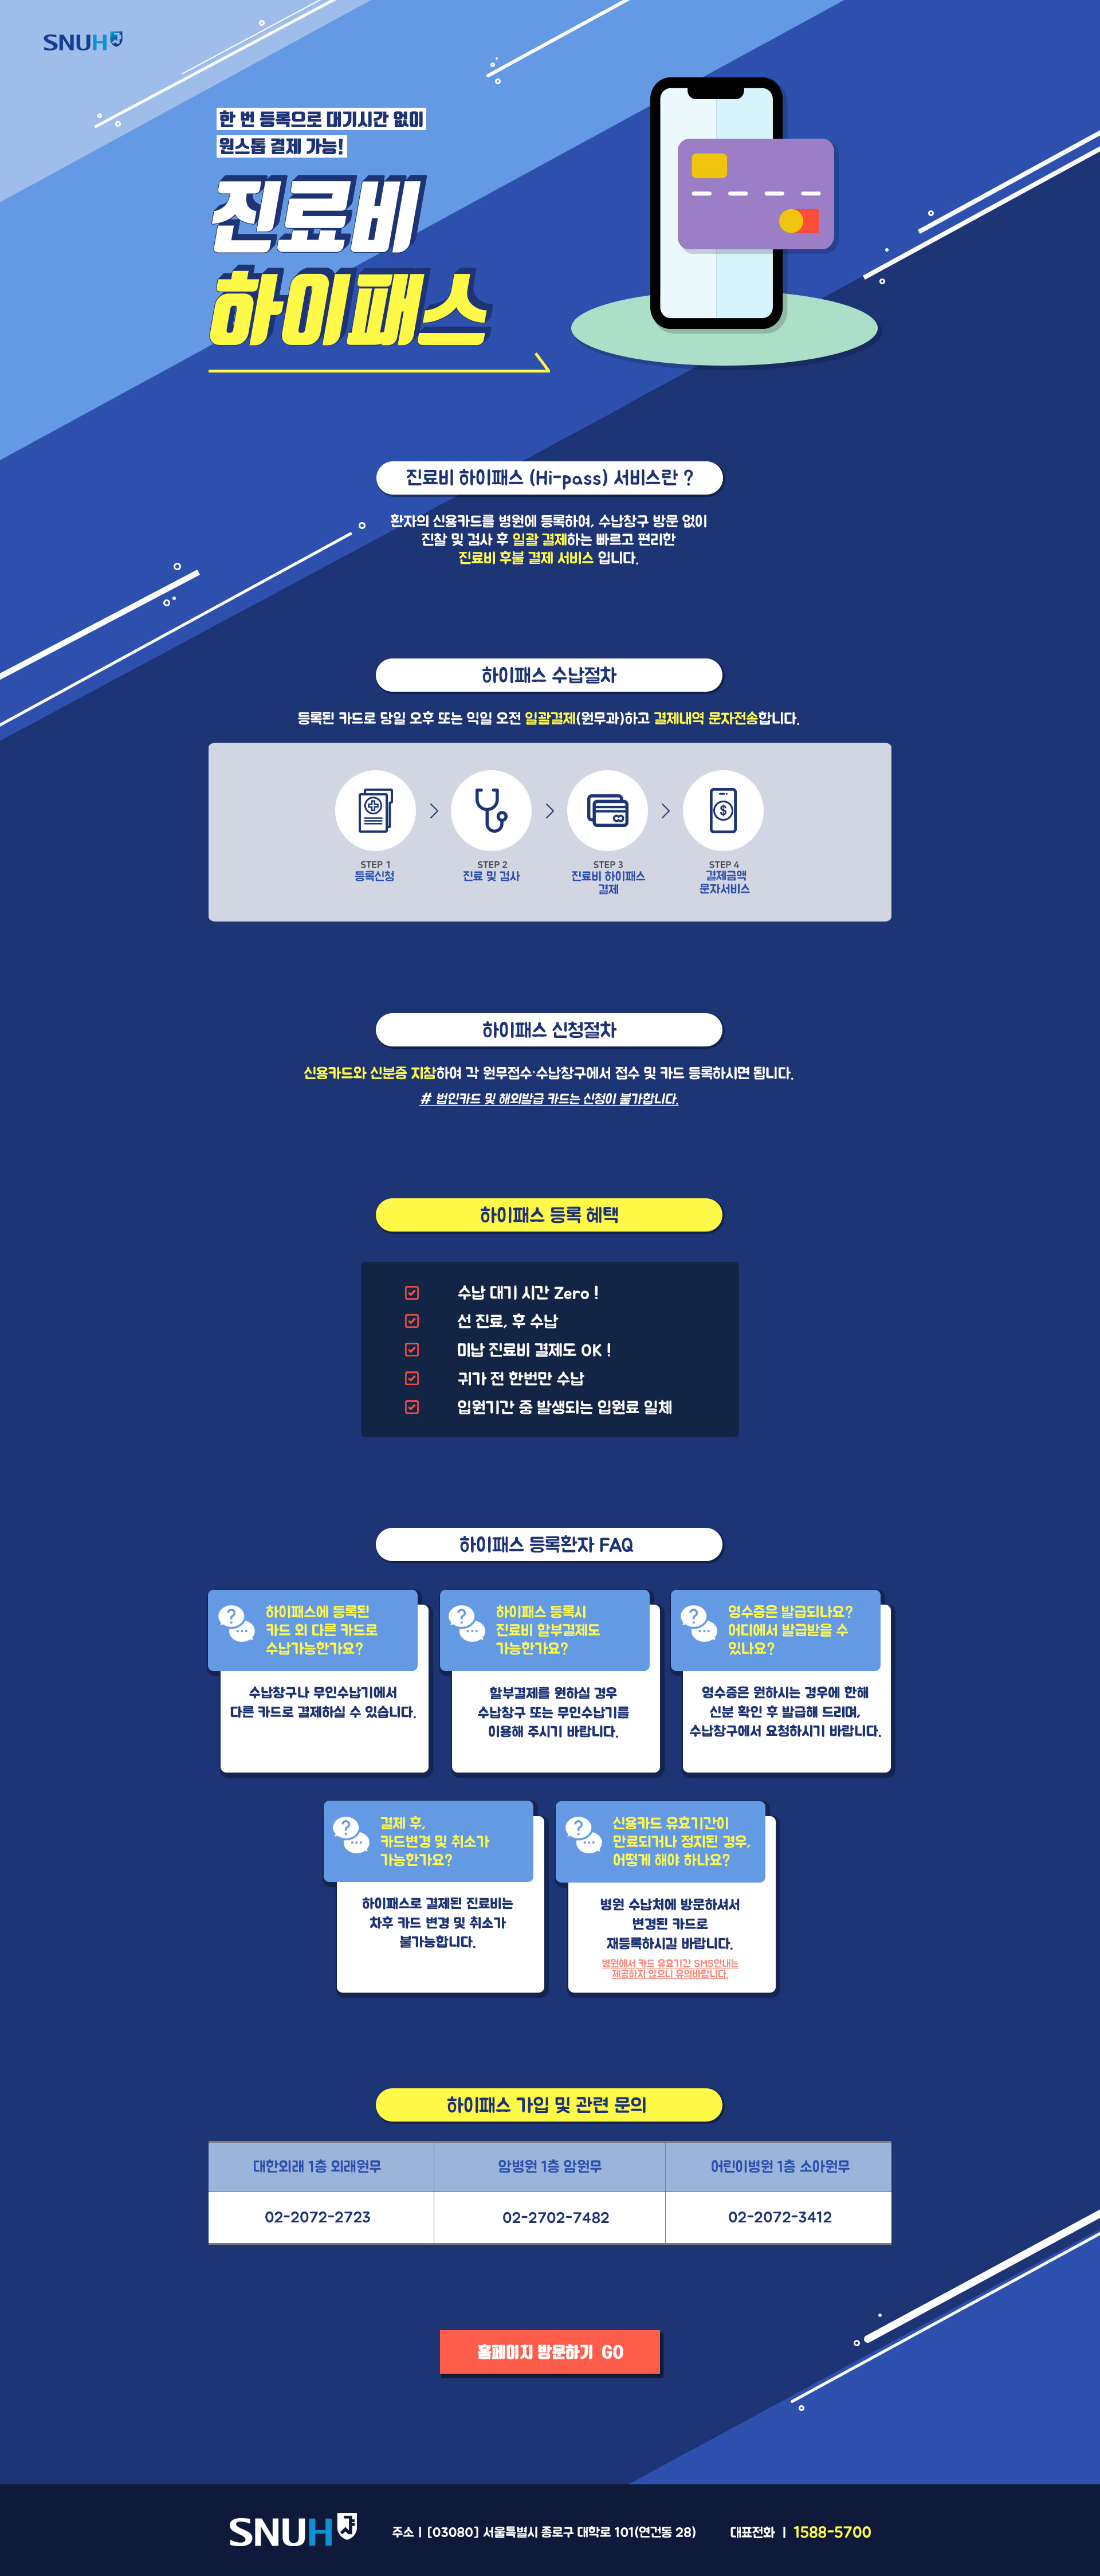 SNUH
한 번 등록으로 대기시간 없이
원스톱 결제 가능!
진료비
하이패스
진료비 하이패스 (Hi-pass) 서비스란 ?
환자의 신용카드를 병원에 등록하여, 수납창구 방문 없이
진찰 및 검사 후 일괄 결제하는 빠르고 편리한
진료비 후불 결제 서비스 입니다.
하이패스 수납절차
등록된 카드로 당일 오후 또는 익일 오전 일괄결제(원무과)하고 결제내역 문자전송합니다.
STEP 1
등록신청
STEP 2
진료 및 검사
STEP 3
진료비 하이패스
결제
STEP 4
결제금액
문자서비스
하이패스 신청절차
신용카드와 신분증 지참하여 각 원무접수·수납창구에서 접수 및 카드 등록하시면 됩니다.
# 법인카드 및 해외발급 카드는 신청이 불가합니다.
하이패스 등록 혜택
수납 대기 시간 Zero !
선 진료, 후 수납
미납 진료비 결제도 OK !
귀가 전 한번만 수납
입원기간 중 발생되는 입원료 일체
하이패스 등록환자 FAQ
하이패스에 등록된
카드 외 다른 카드로
수납가능한가요?
수납창구나 무인수납기에서
다른 카드로 결제하실 수 있습니다.
하이패스 등록시
진료비 할부결제도
가능한가요?
할부결제를 원하실 경우
수납창구 또는 무인수납기를
이용해 주시기 바랍니다.
영수증은 발급되나요?
어디에서 발급받을 수
있나요?
영수증은 원하시는 경우에 한해
신분 확인 후 발급해 드리며,
수납창구에서 요청하시기 바랍니다.
결제 후,
카드변경 및 취소가
가능한가요?
하이패스로 결제된 진료비는
차후 카드 변경 및 취소가
불가능합니다.
신용카드 유효기간이
만료되거나 정지된 경우,
어떻게 해야 하나요?
병원 수납처에 방문하셔서
변경된 카드로
재등록하시길 바랍니다.
병원에서 카드 유효기간 SMS안내는
제공하지 않으니 유의바랍니다.
하이패스 가입 및 관련 문의
대한외래 1층 외래원무
암병원 1층 암원무
어린이병원 1층 소아원무
02-2072-2723
02-2702-7482
02-2072-3412
홈페이지 방문하기 GO
SNUH
주소 | [03080] 서울특별시 종로구 대학로 101(연건동 28)
대표전화 | 1588-5700